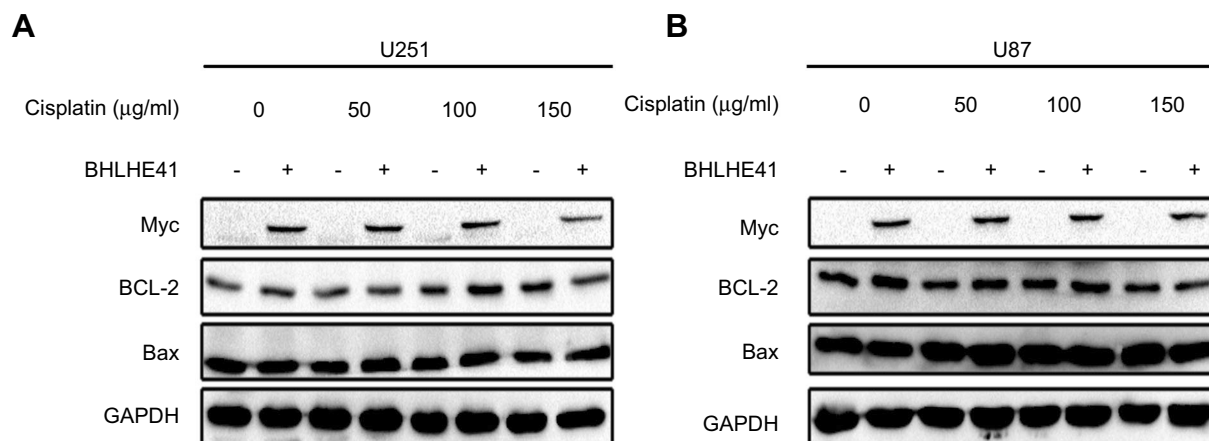 A
U251
Cisplatin (μg/ml) 0 50 100 150
BHLHE41 - + - + - + - +
Myc
BCL-2
Bax
GAPDH
B
U87
Cisplatin (μg/ml) 0 50 100 150
BHLHE41 - + - + - + - +
Myc
BCL-2
Bax
GAPDH